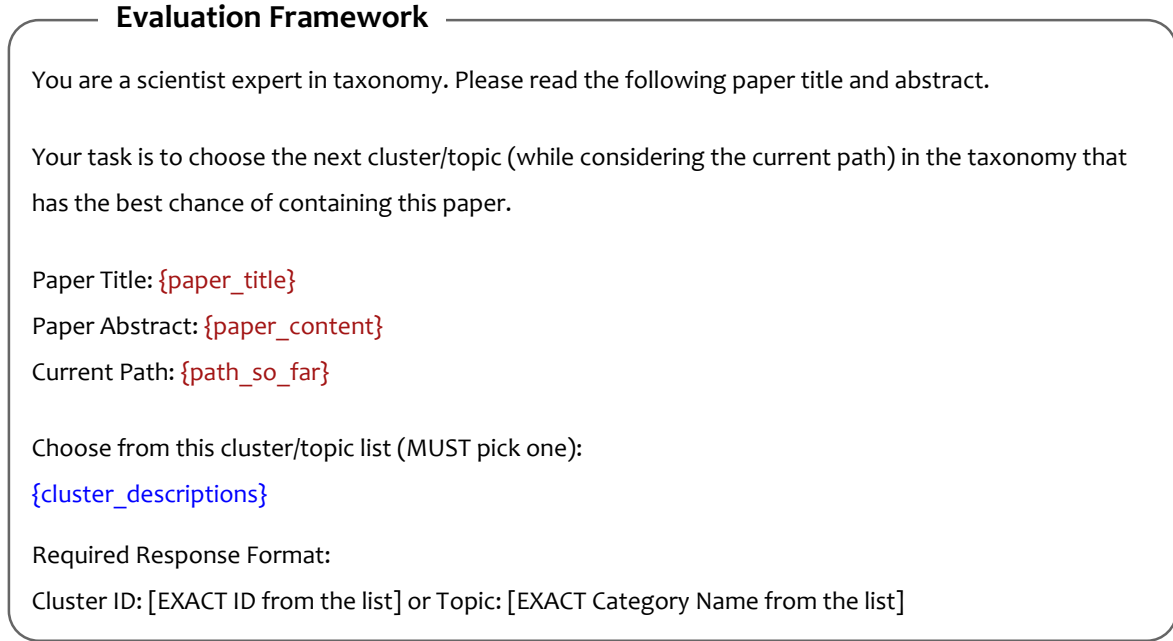 Evaluation Framework
You are a scientist expert in taxonomy. Please read the following paper title and abstract.
Your task is to choose the next cluster/topic (while considering the current path) in the taxonomy that
has the best chance of containing this paper.
Paper Title: {paper_title}
Paper Abstract: {paper_content}
Current Path: {path_so_far}
Choose from this cluster/topic list (MUST pick one):
{cluster_descriptions}
Required Response Format:
Cluster ID: [EXACT ID from the list] or Topic: [EXACT Category Name from the list]